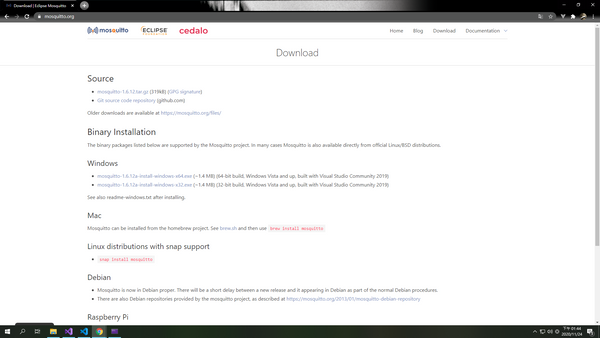 Download | Eclipse Mosquitto
mosquitto.org
mosquitto
ECLIPSE
FOUNDATION
cedalo
Home Blog Download Documentation
Download
Source
mosquitto-1.6.12.tar.gz (319kB) (GPG signature)
Git source code repository (github.com)
Older downloads are available at https://mosquitto.org/files/
Binary Installation
The binary packages listed below are supported by the Mosquitto project. In many cases Mosquitto is also available directly from official Linux/BSD distributions.
Windows
mosquitto-1.6.12a-install-windows-x64.exe (~1.4 MB) (64-bit build, Windows Vista and up, built with Visual Studio Community 2019)
mosquitto-1.6.12a-install-windows-x32.exe (~1.4 MB) (32-bit build, Windows Vista and up, built with Visual Studio Community 2019)
See also readme-windows.txt after installing.
Mac
Mosquitto can be installed from the homebrew project. See brew.sh and then use brew install mosquitto
Linux distributions with snap support
snap install mosquitto
Debian
Mosquitto is now in Debian proper. There will be a short delay between a new release and it appearing in Debian as part of the normal Debian procedures.
There are also Debian repositories provided by the mosquitto project, as described at https://mosquitto.org/2013/01/mosquitto-debian-repository
Raspberry Pi
下午 01:44
2020/11/24